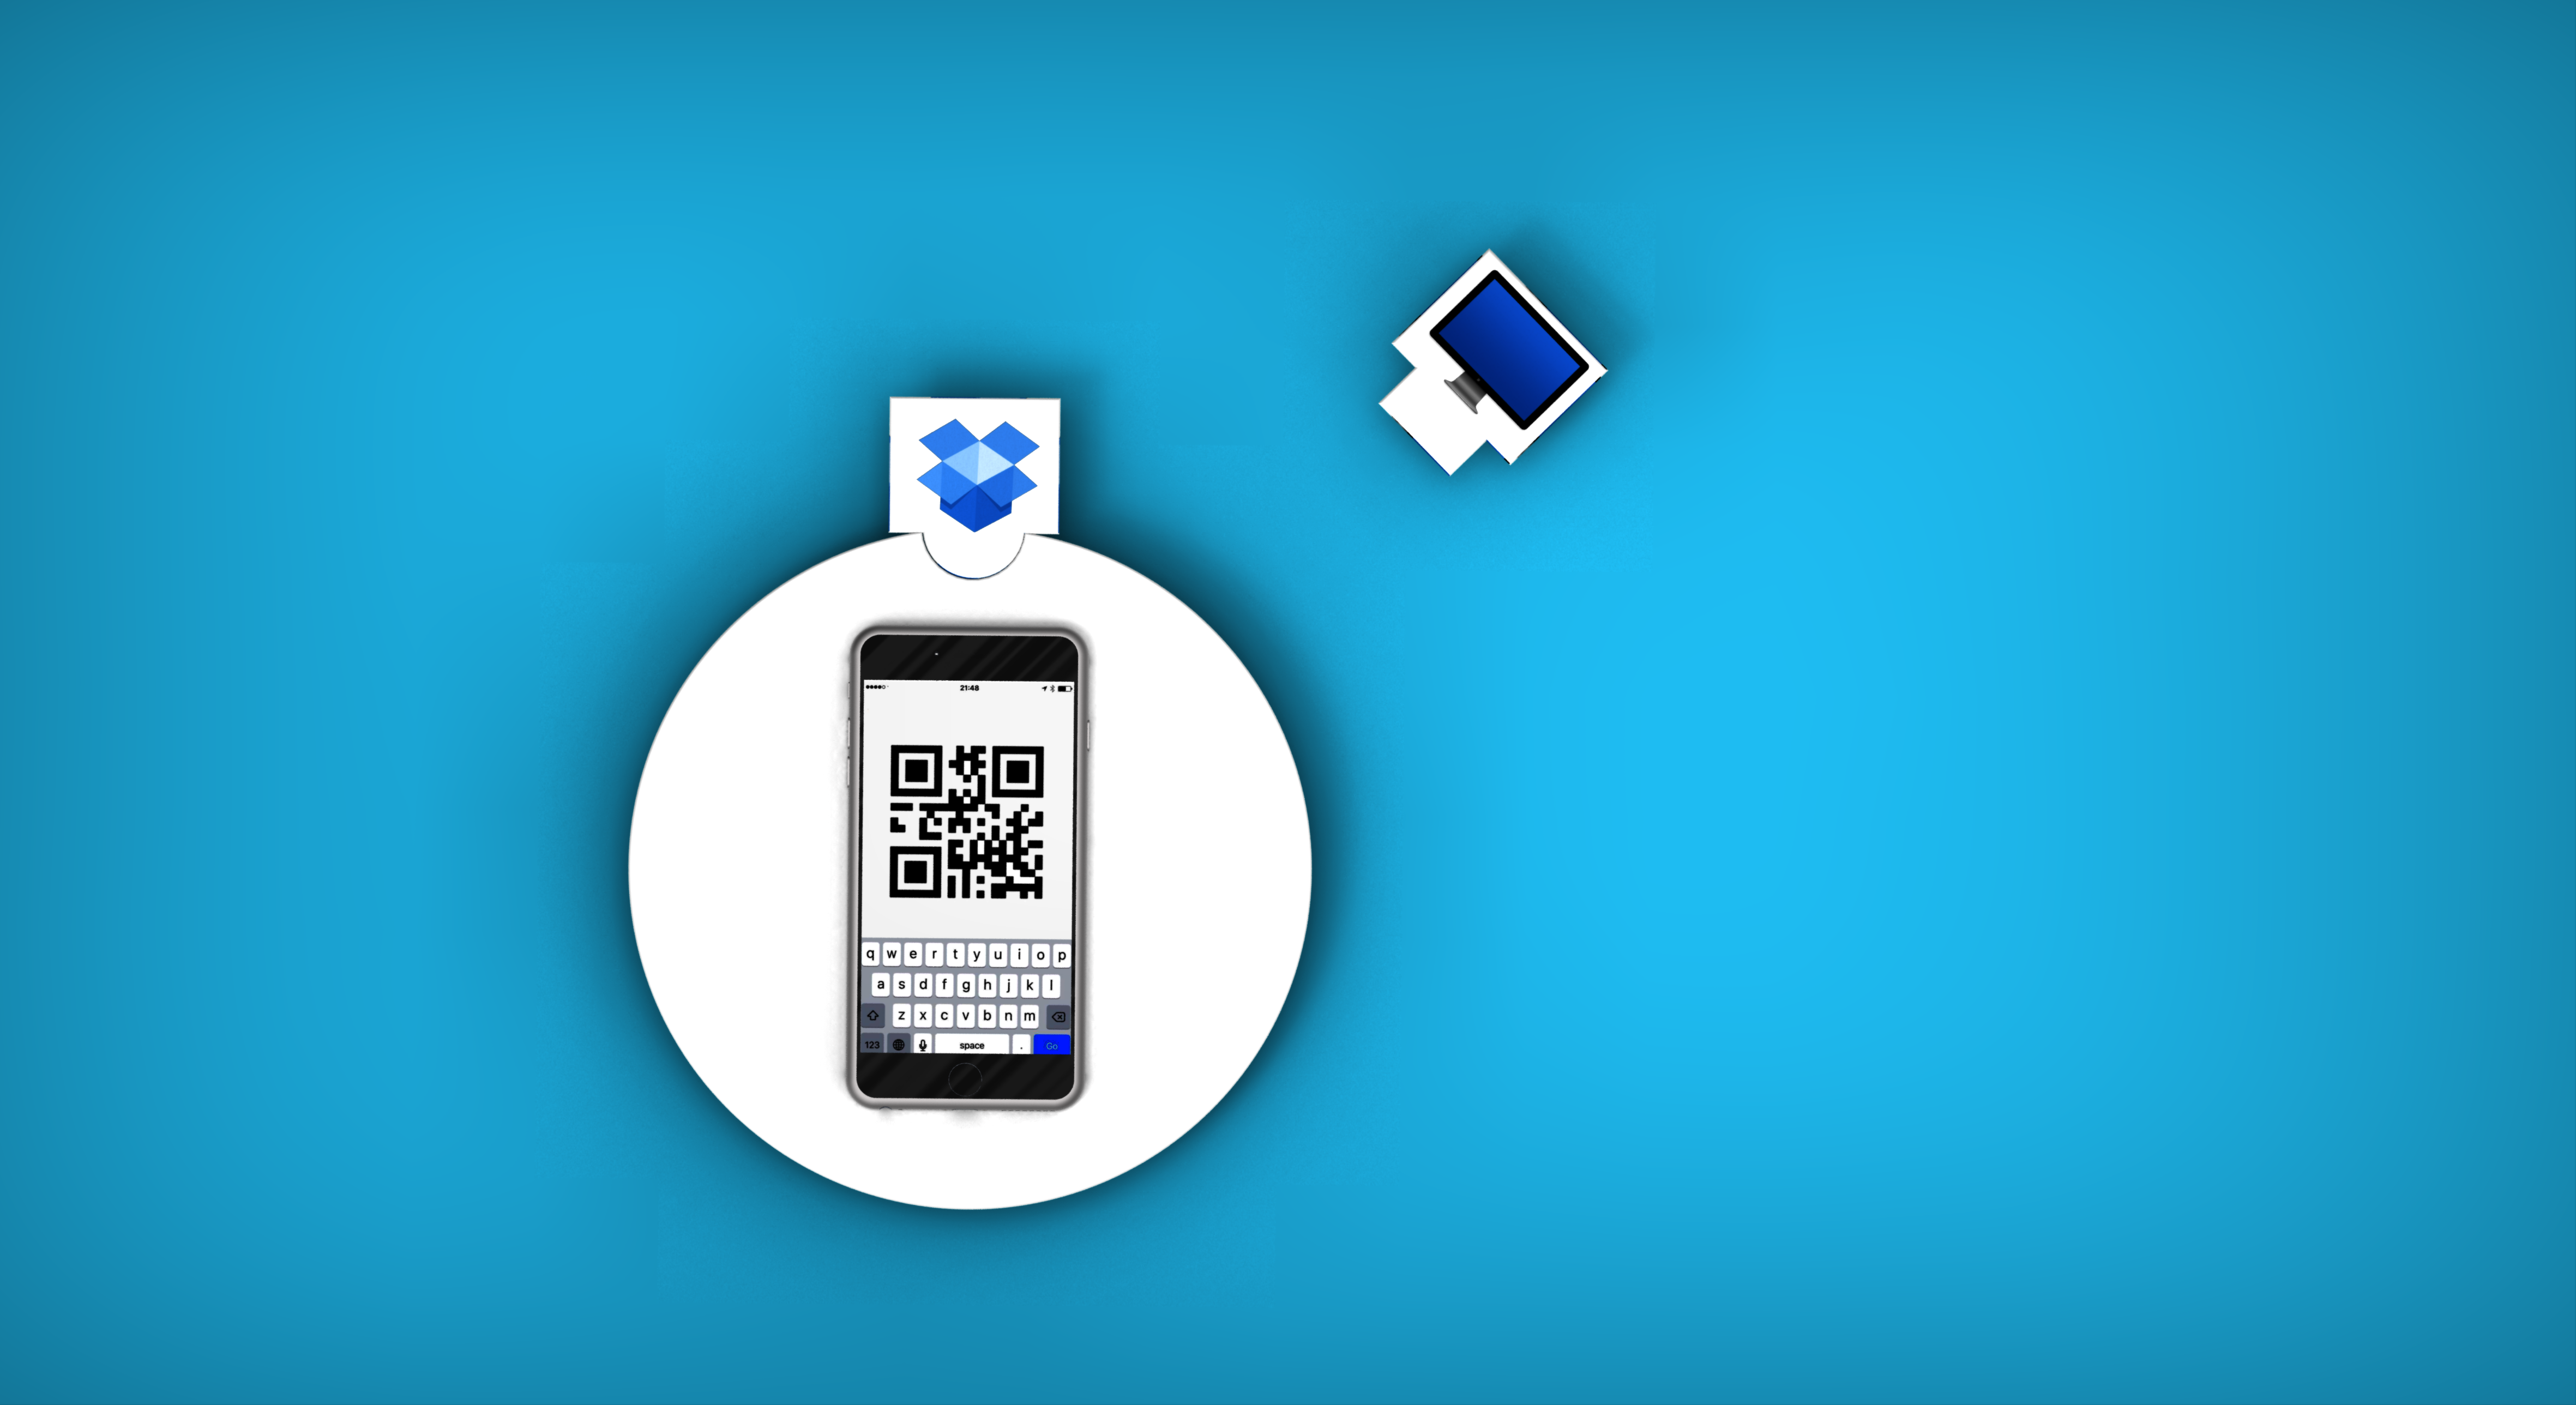 21:48
q w e r t y u i o p
a s d f g h j k l
z x c v b n m
123 space . Go